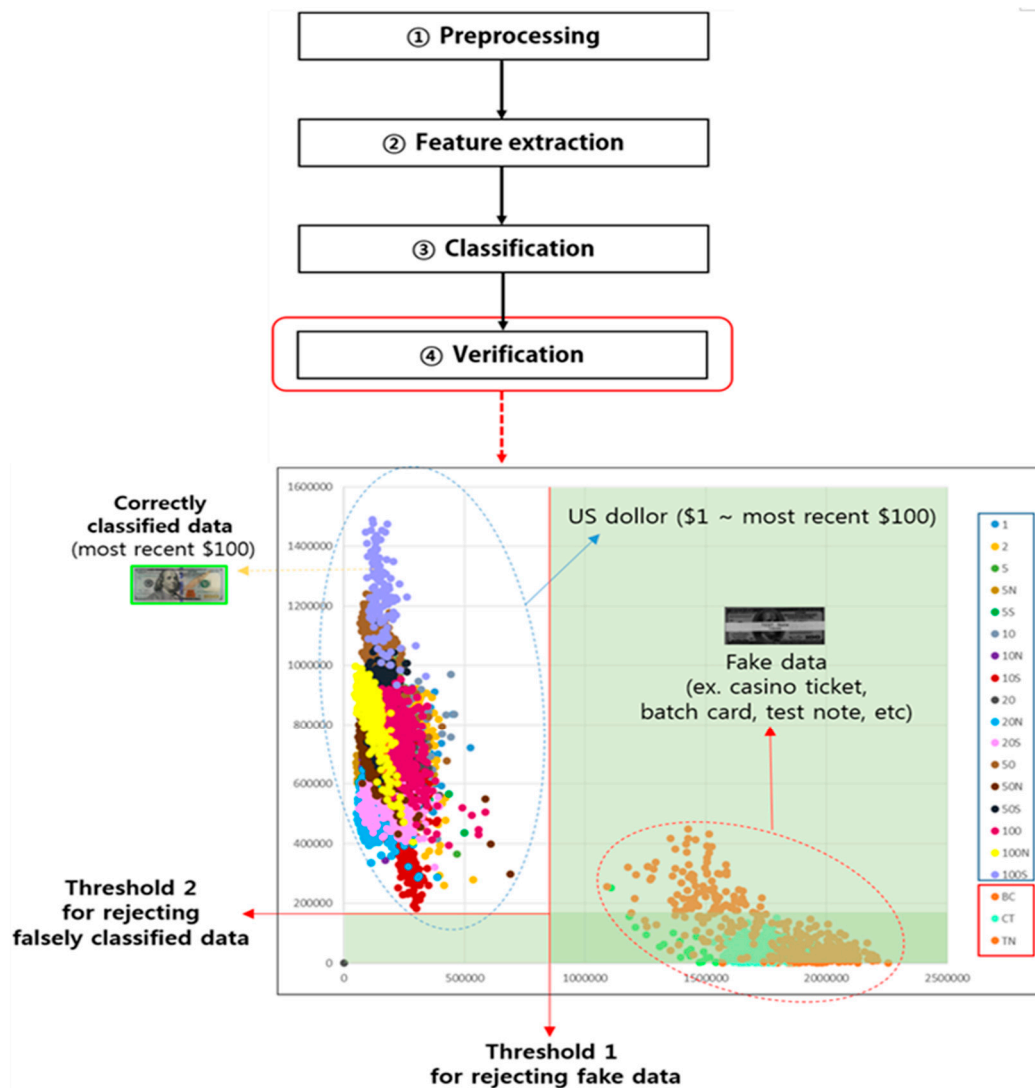 ① Preprocessing
② Feature extraction
③ Classification
④ Verification
Correctly
classified data
(most recent $100)
Threshold 2
for rejecting
falsely classified data
1600000
1400000
1200000
1000000
800000
600000
400000
200000
0
US dollor ($1 ~ most recent $100)
Fake data
(ex. casino ticket,
batch card, test note, etc)
0
500000
1000000
1500000
2000000
2500000
1
2
5
5N
5S
10
10N
10S
20
20N
20S
50
50N
50S
100
100N
100S
BC
CT
TN
Threshold 1
for rejecting fake data